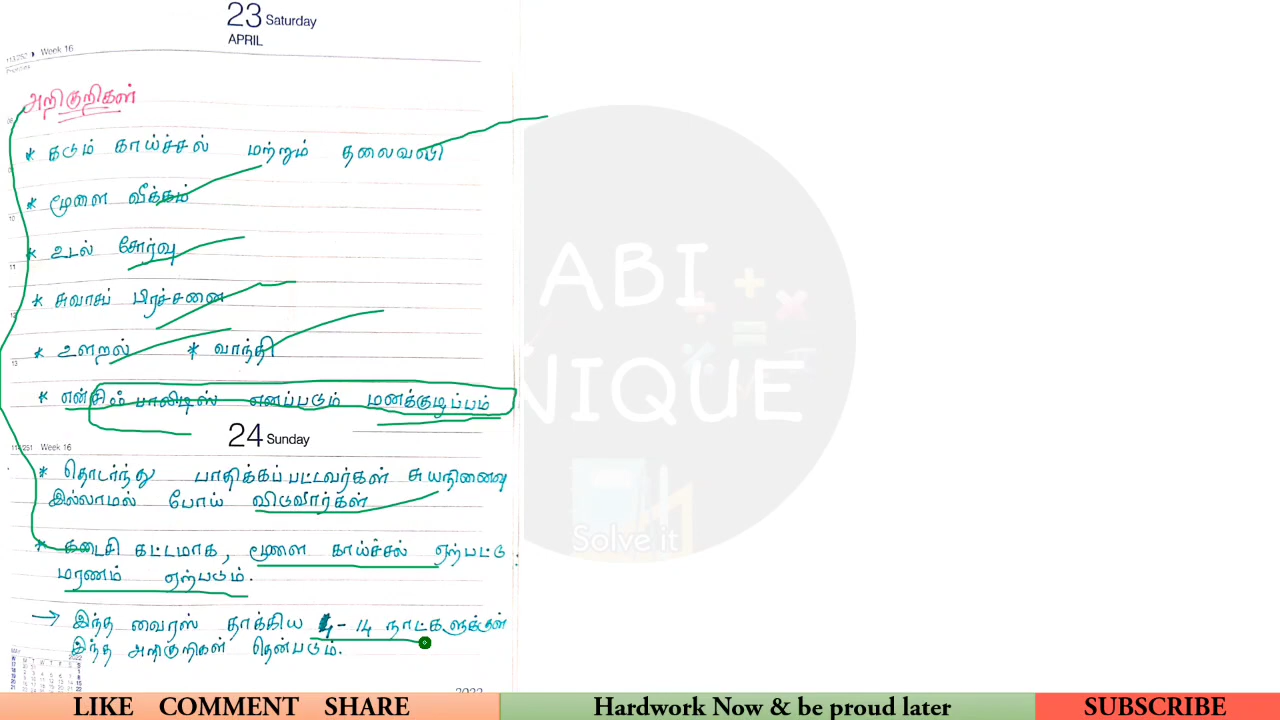 23 Saturday
APRIL
Week 16
அறிகுறிகள்
* கடும் காய்ச்சல் மற்றும் தலைவலி
* மூளை வீக்கம்
* உடல் சோர்வு
* சுவாசப் பிரச்சனை
* உளறல் * வாந்தி
* என்சிஃபாலிடிஸ் எனப்படும் மனக்குழப்பம்
24 Sunday
Week 16
* தொடர்ந்து பாதிக்கப்பட்டவர்கள் சுயநினைவு
இல்லாமல் போய் விடுவார்கள்
* கடைசி கட்டமாக, மூளை காய்ச்சல் ஏற்பட்டு
மரணம் ஏற்படும்.
→ இந்த வைரஸ் தாக்கிய 4-14 நாட்களுக்குள்
இந்த அறிகுறிகள் தென்படும்.
ABI
NIQUE
Solve it
LIKE COMMENT SHARE
Hardwork Now & be proud later
SUBSCRIBE